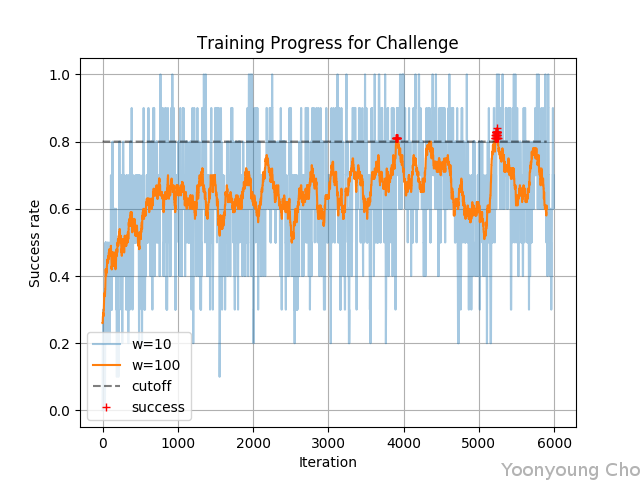 Training Progress for Challenge
1.0
0.8
0.6
0.4
0.2
0.0
Success rate
w=10
w=100
cutoff
success
0 1000 2000 3000 4000 5000 6000
Iteration
Yoonyoung Cho